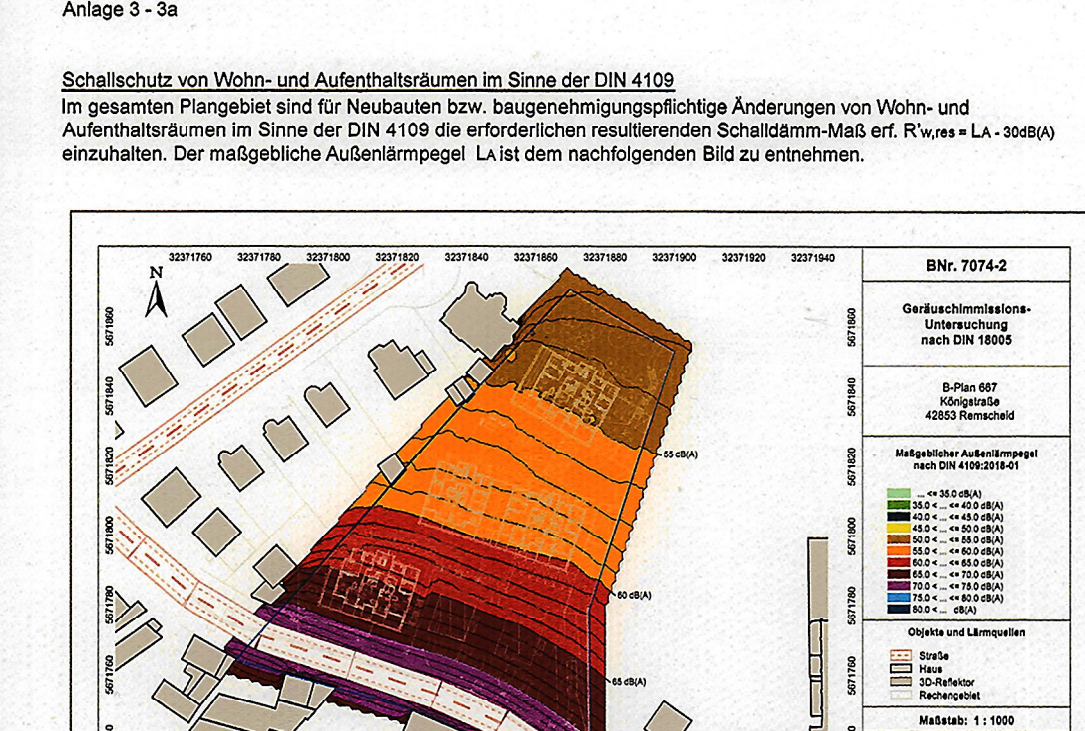 Anlage 3 - 3a
Schallschutz von Wohn- und Aufenthaltsräumen im Sinne der DIN 4109
Im gesamten Plangebiet sind für Neubauten bzw. baugenehmigungspflichtige Änderungen von Wohn- und
Aufenthaltsräumen im Sinne der DIN 4109 die erforderlichen resultierenden Schalldämm-Maß erf. R'w,res = LA - 30dB(A)
einzuhalten. Der maßgebliche Außenlärmpegel LA ist dem nachfolgenden Bild zu entnehmen.
32371760 32371780 32371800 32371820 32371840 32371860 32371880 32371900 32371920 32371940
N
5671860
5671840
5671820
5671800
5671780
5671760
0
55 dB(A)
60 dB(A)
65 dB(A)
5671860
5671840
5671820
5671800
5671780
5671760
0
BNr. 7074-2
Geräuschimmissions-
Untersuchung
nach DIN 18005
B-Plan 667
Königstraße
42853 Remscheid
Maßgeblicher Außenlärmpegel
nach DIN 4109:2018-01
... <= 35.0 dB(A)
35.0 < ... <= 40.0 dB(A)
40.0 < ... <= 45.0 dB(A)
45.0 < ... <= 50.0 dB(A)
50.0 < ... <= 55.0 dB(A)
55.0 < ... <= 60.0 dB(A)
60.0 < ... <= 65.0 dB(A)
65.0 < ... <= 70.0 dB(A)
70.0 < ... <= 75.0 dB(A)
75.0 < ... <= 80.0 dB(A)
80.0 < ... dB(A)
Objekte und Lärmquellen
Straße
Haus
3D-Reflektor
Rechengebiet
Maßstab: 1 : 1000